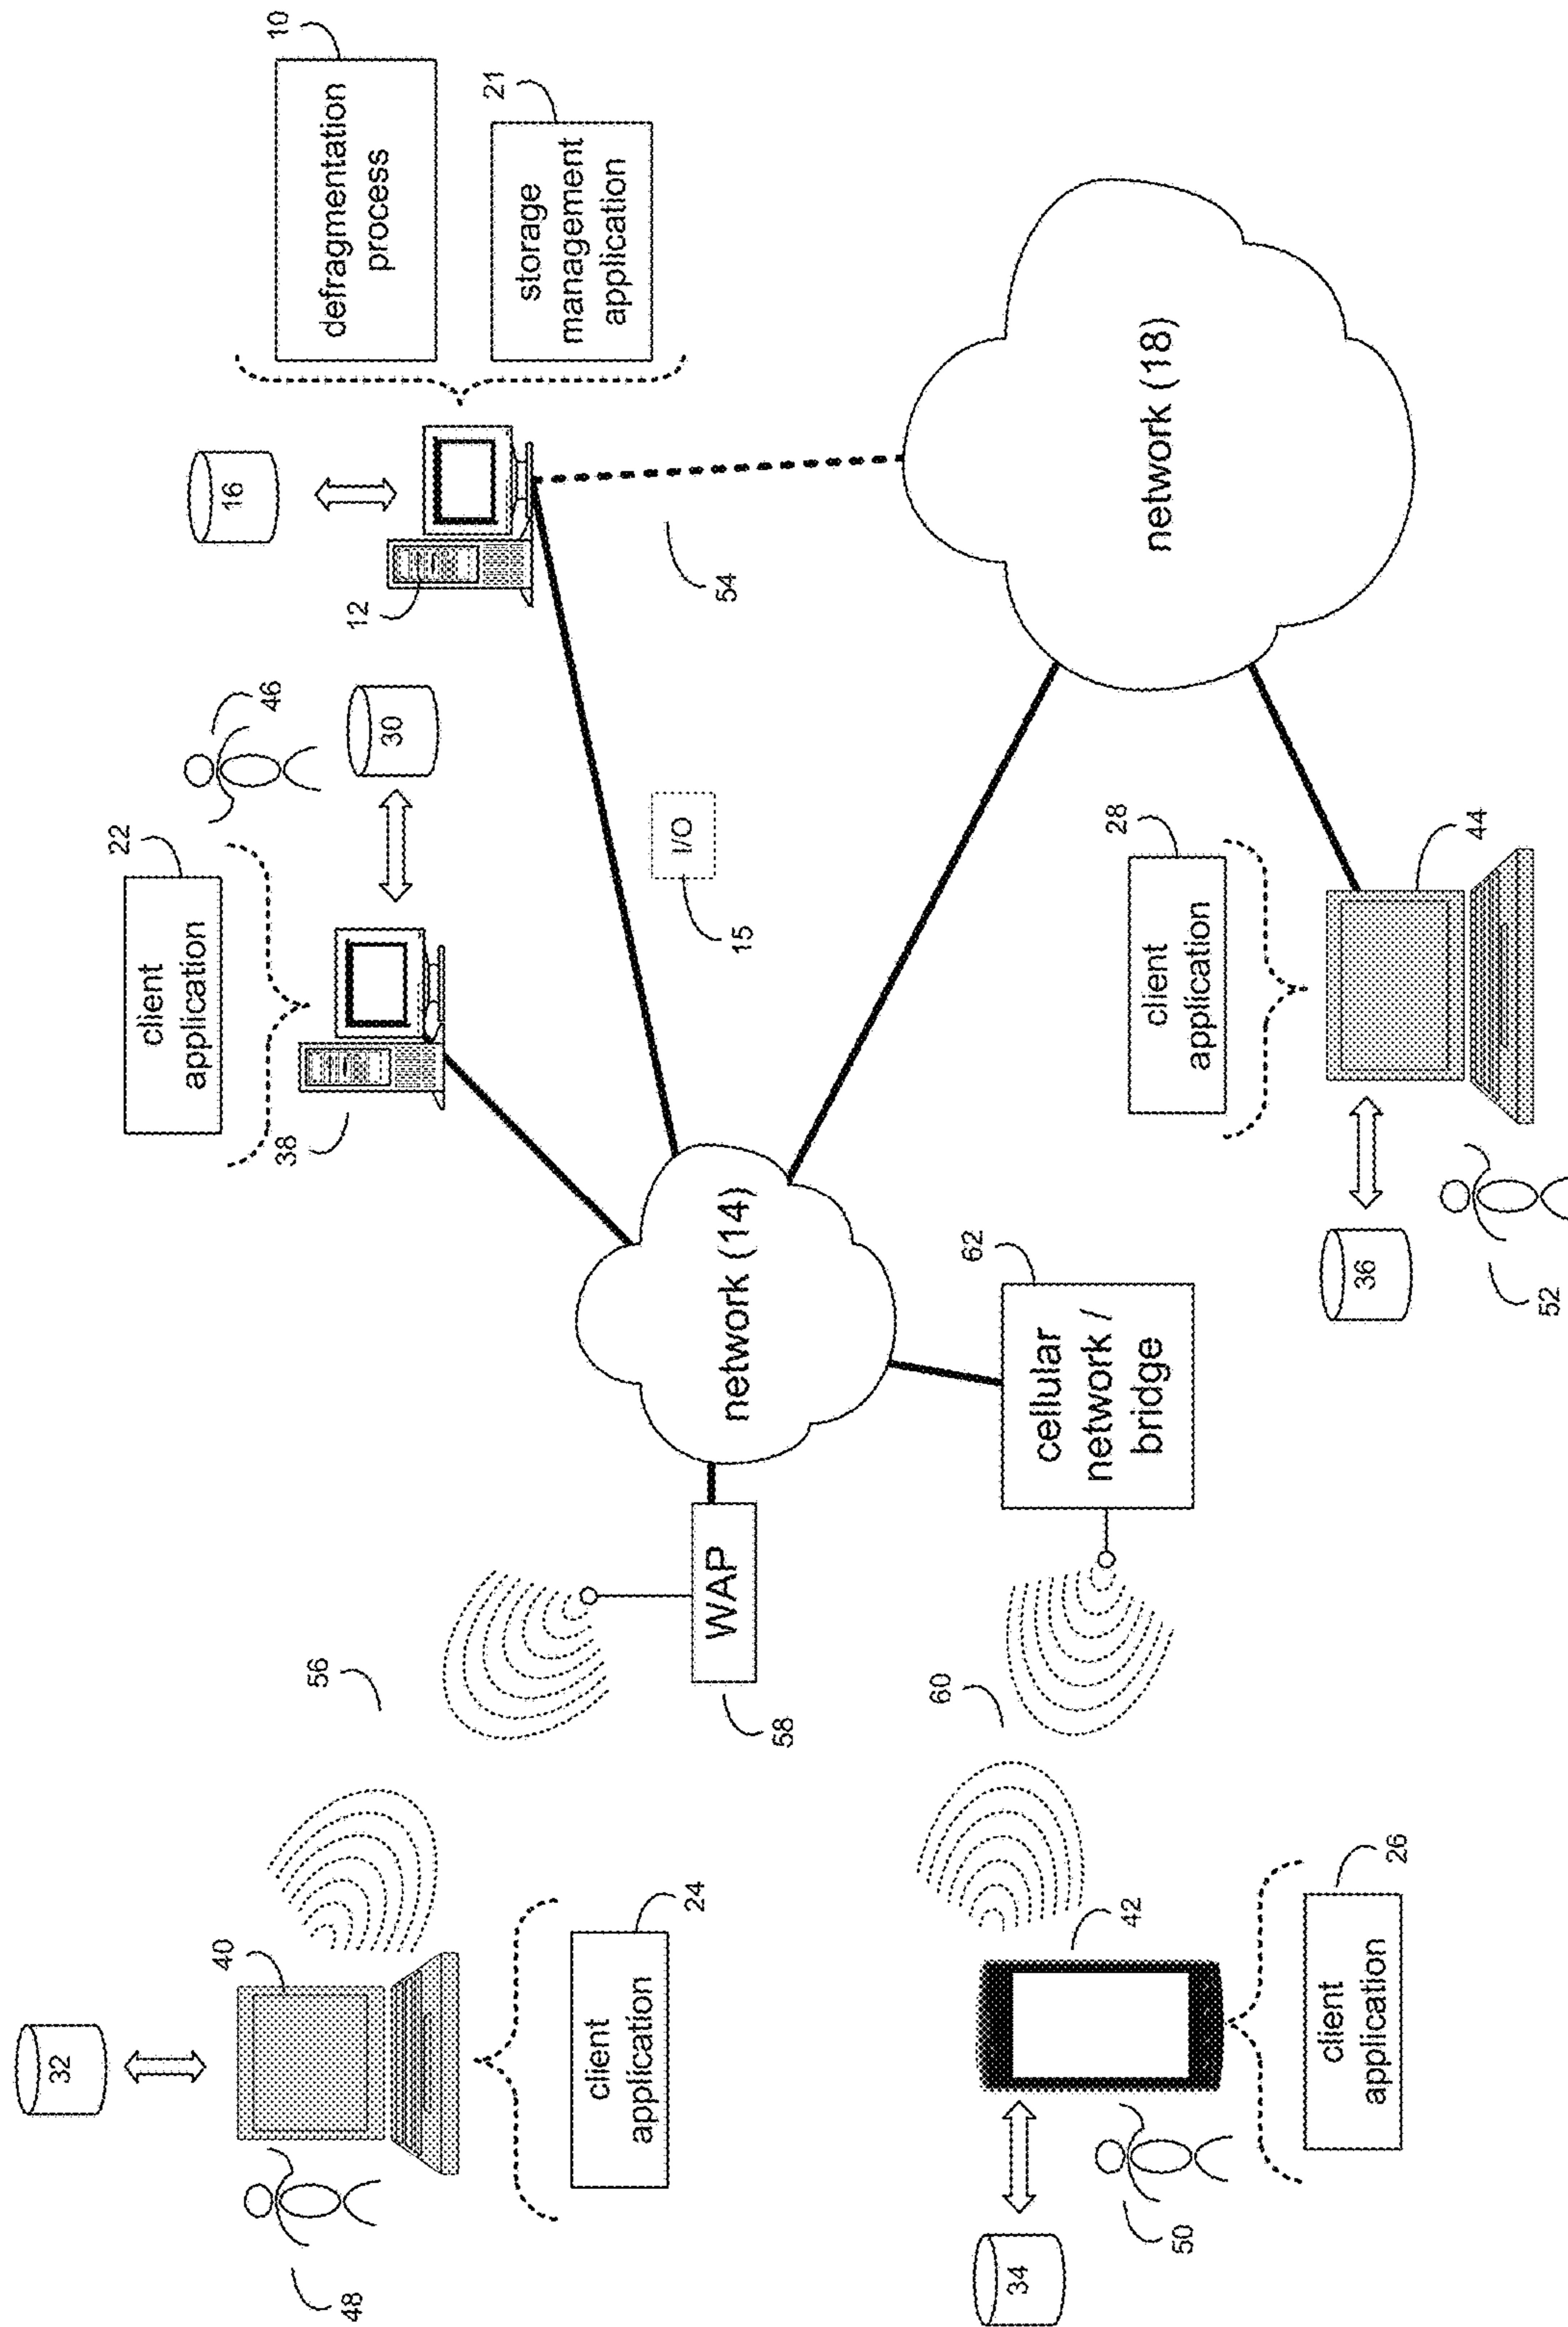 32
40
48
client
application
24
56
WAP
58
34
42
50
client
application
26
60
cellular
network /
bridge
62
network (14)
client
application
22
38
30
46
I/O
15
16
12
54
defragmentation
process
10
storage
management
application
21
network (18)
client
application
28
44
36
52